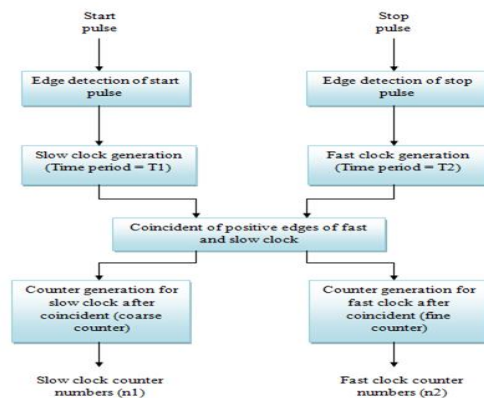 Start
pulse
Stop
pulse
Edge detection of start
pulse
Edge detection of stop
pulse
Slow clock generation
(Time period = T1)
Fast clock generation
(Time period = T2)
Coincident of positive edges of fast
and slow clock
Counter generation for
slow clock after
coincident (coarse
counter)
Counter generation for
fast clock after
coincident (fine
counter)
Slow clock counter
numbers (n1)
Fast clock counter
numbers (n2)